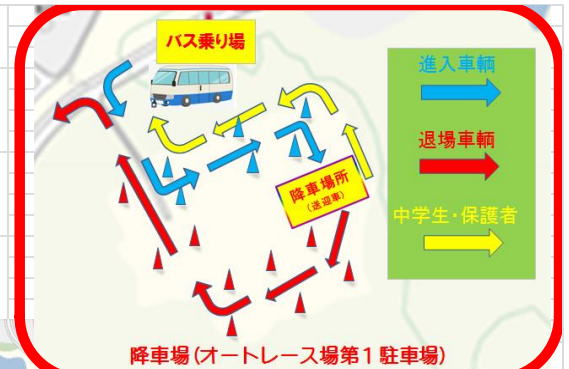 バス乗り場
進入車輌
退場車輌
中学生・保護者
降車場所
(送迎車)
降車場(オートレース場第1駐車場)